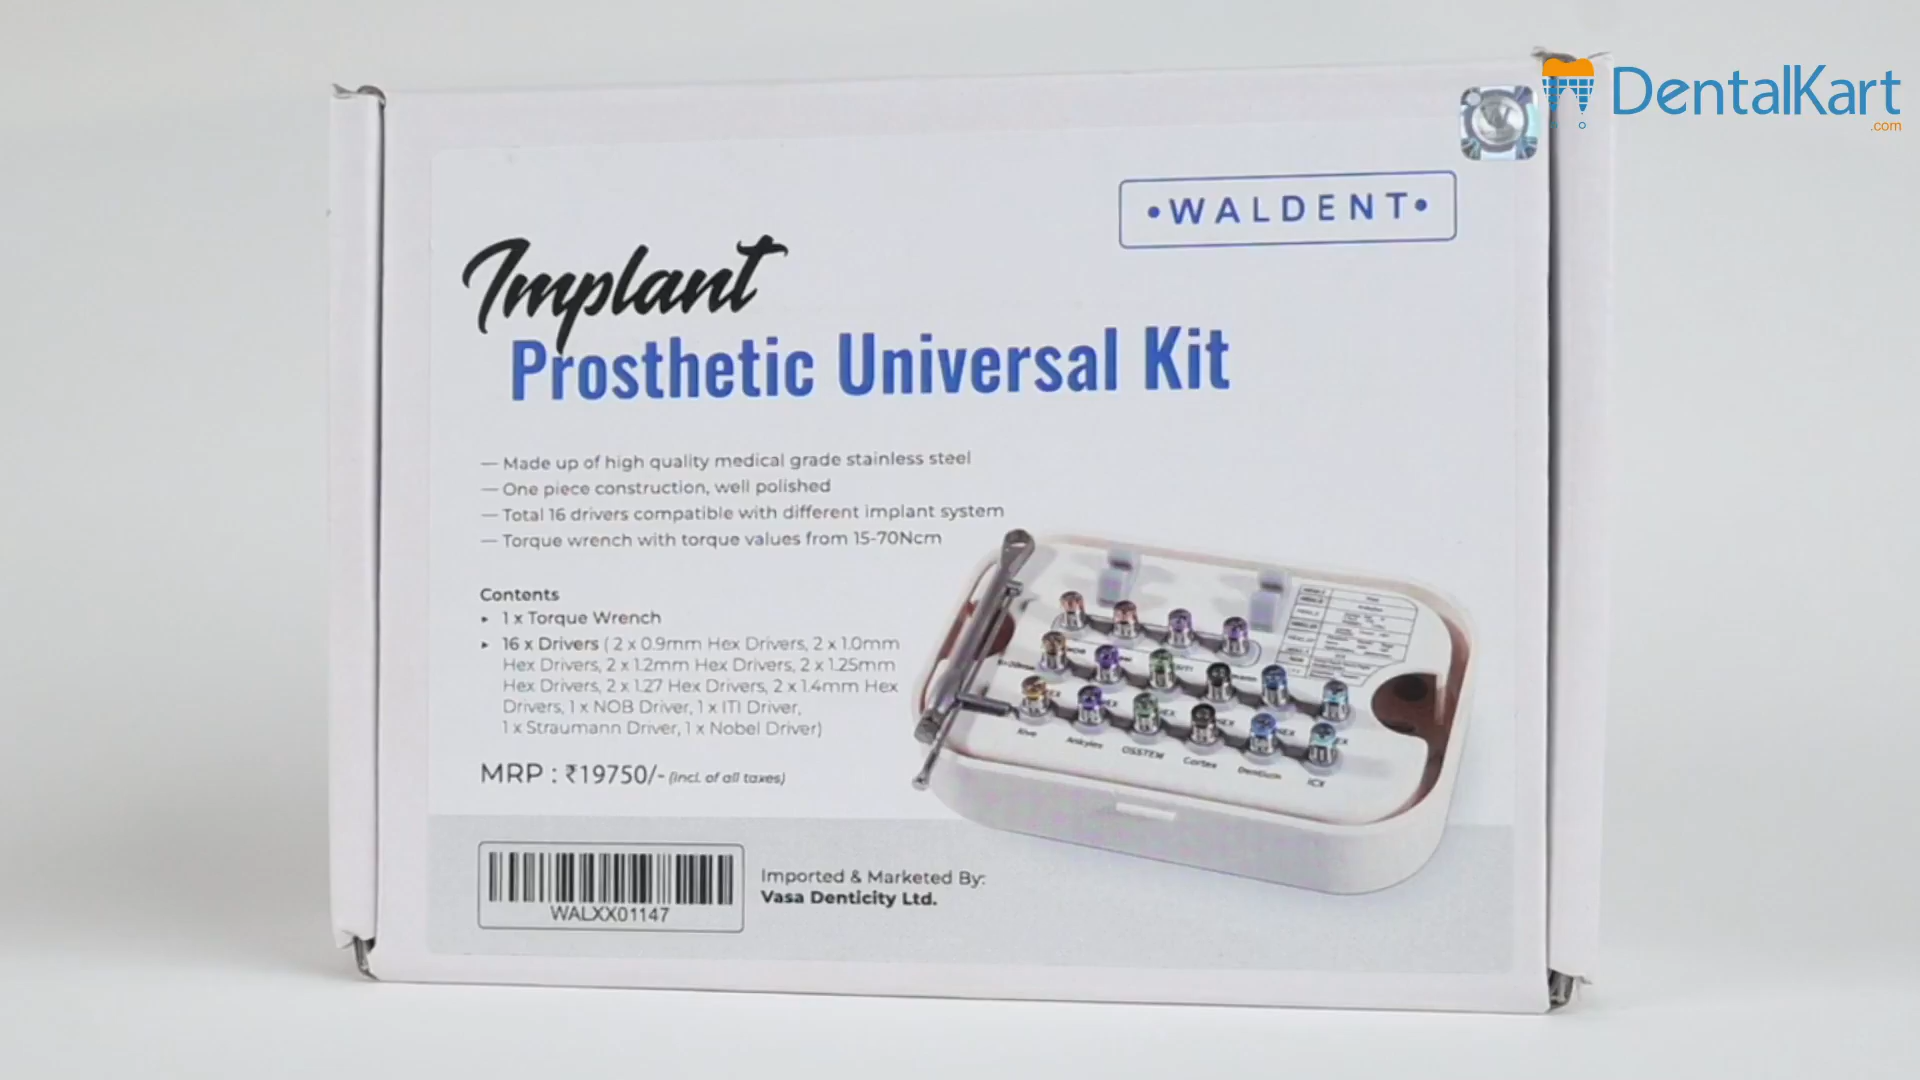 DentalKart
.com
•WALDENT•
Implant
Prosthetic Universal Kit
— Made up of high quality medical grade stainless steel
— One piece construction, well polished
— Total 16 drivers compatible with different implant system
— Torque wrench with torque values from 15-70Ncm
Contents
▸ 1 x Torque Wrench
▸ 16 x Drivers ( 2 x 0.9mm Hex Drivers, 2 x 1.0mm
Hex Drivers, 2 x 1.2mm Hex Drivers, 2 x 1.25mm
Hex Drivers, 2 x 1.27 Hex Drivers, 2 x 1.4mm Hex
Drivers, 1 x NOB Driver, 1 x ITI Driver,
1 x Straumann Driver, 1 x Nobel Driver)
MRP : ₹19750/- (incl. of all taxes)
Ankylos OSSTEM Cortex ICX
WALXX01147
Imported & Marketed By:
Vasa Denticity Ltd.